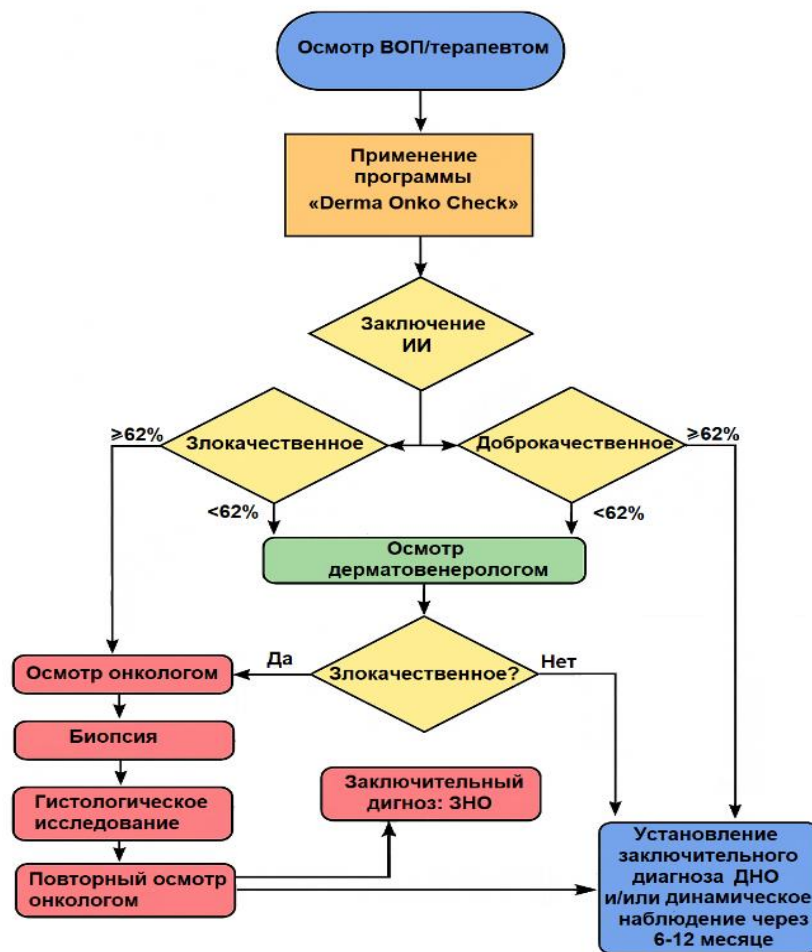 Осмотр ВОП/терапевтом
Применение
программы
«Derma Onko Check»
Заключение
ИИ
≥62%
Злокачественное
Доброкачественное
≥62%
<62%
<62%
Осмотр
дерматовенерологом
Осмотр онкологом
Да
Злокачественное?
Нет
Биопсия
Гистологическое
исследование
Заключительный
дигноз: ЗНО
Повторный осмотр
онкологом
Установление
заключительного
диагноза ДНО
и/или динамическое
наблюдение через
6-12 месяце